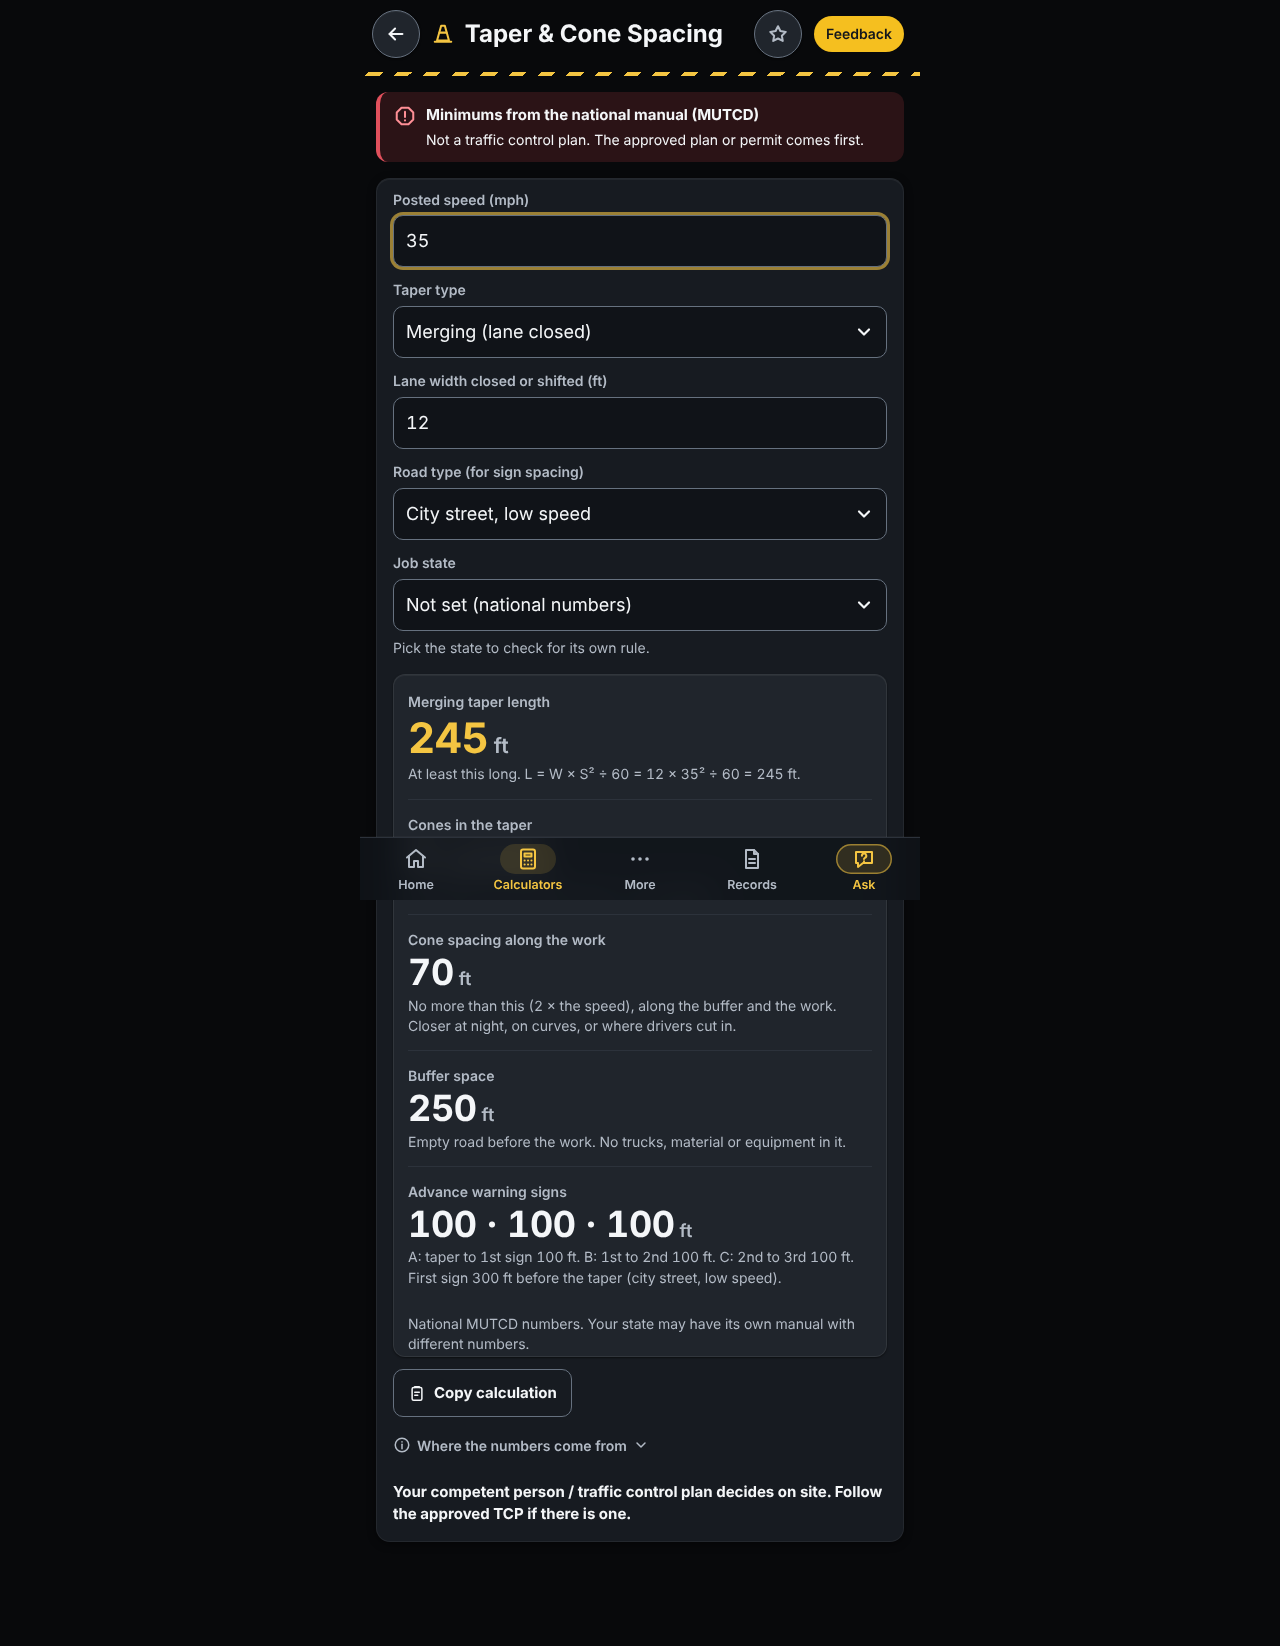 Taper & Cone Spacing
Feedback
Minimums from the national manual (MUTCD)
Not a traffic control plan. The approved plan or permit comes first.
Posted speed (mph)
35
Taper type
Merging (lane closed)
Lane width closed or shifted (ft)
12
Road type (for sign spacing)
City street, low speed
Job state
Not set (national numbers)
Pick the state to check for its own rule.
Merging taper length
245 ft
At least this long. L = W × S² ÷ 60 = 12 × 35² ÷ 60 = 245 ft.
Cones in the taper
Home
Calculators
More
Records
Ask
Cone spacing along the work
70 ft
No more than this (2 × the speed), along the buffer and the work.
Closer at night, on curves, or where drivers cut in.
Buffer space
250 ft
Empty road before the work. No trucks, material or equipment in it.
Advance warning signs
100 · 100 · 100 ft
A: taper to 1st sign 100 ft. B: 1st to 2nd 100 ft. C: 2nd to 3rd 100 ft.
First sign 300 ft before the taper (city street, low speed).
National MUTCD numbers. Your state may have its own manual with
different numbers.
Copy calculation
Where the numbers come from
Your competent person / traffic control plan decides on site. Follow
the approved TCP if there is one.